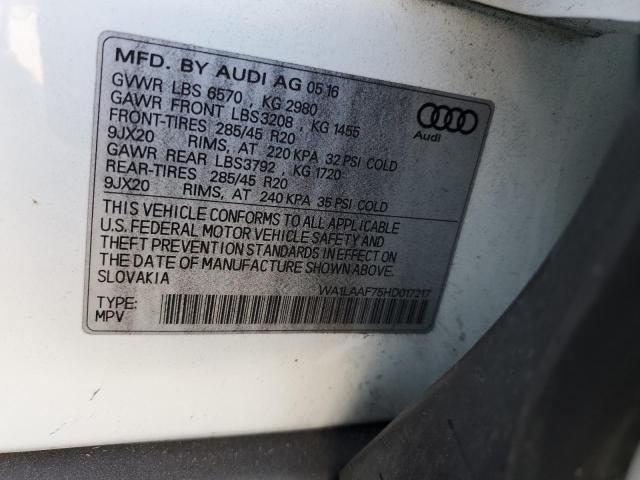 MFD. BY AUDI AG 05.16
GVWR LBS 6570 , KG 2980
GAWR FRONT LBS3208 , KG 1455
FRONT-TIRES 285/45 R20
9JX20 RIMS, AT 220 KPA 32 PSI COLD
GAWR REAR LBS3792 , KG 1720
REAR-TIRES 285/45 R20
9JX20 RIMS, AT 240 KPA 35 PSI COLD
Audi
THIS VEHICLE CONFORMS TO ALL APPLICABLE
U.S. FEDERAL MOTOR VEHICLE SAFETY AND
THEFT PREVENTION STANDARDS IN EFFECT ON
THE DATE OF MANUFACTURE SHOWN ABOVE.
SLOVAKIA
WA1LAAF75HD017217
TYPE:
MPV